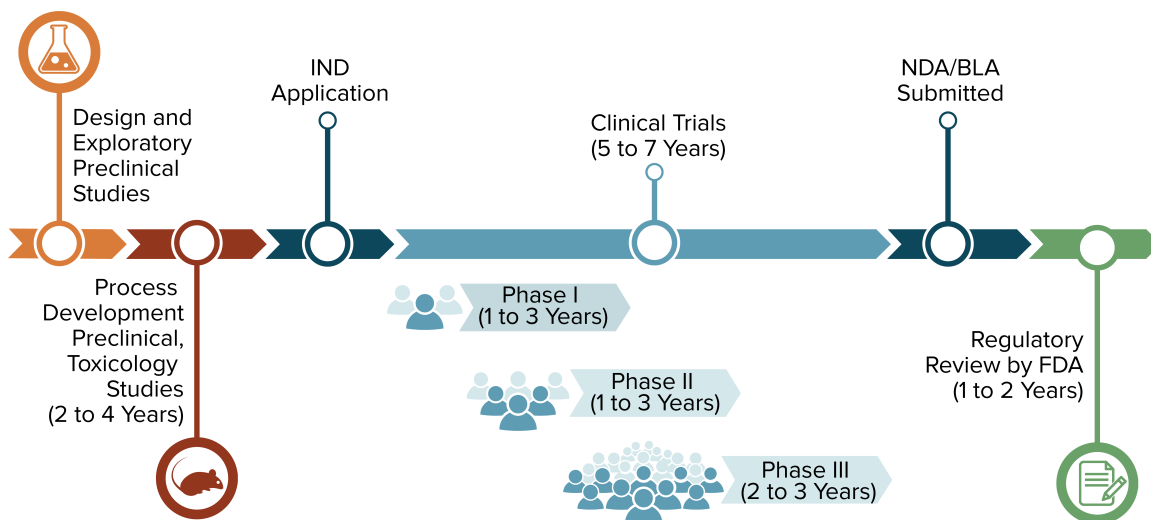 Design and
Exploratory
Preclinical
Studies
Process
Development
Preclinical,
Toxicology
Studies
(2 to 4 Years)
IND
Application
Clinical Trials
(5 to 7 Years)
Phase I
(1 to 3 Years)
Phase II
(1 to 3 Years)
Phase III
(2 to 3 Years)
NDA/BLA
Submitted
Regulatory
Review by FDA
(1 to 2 Years)